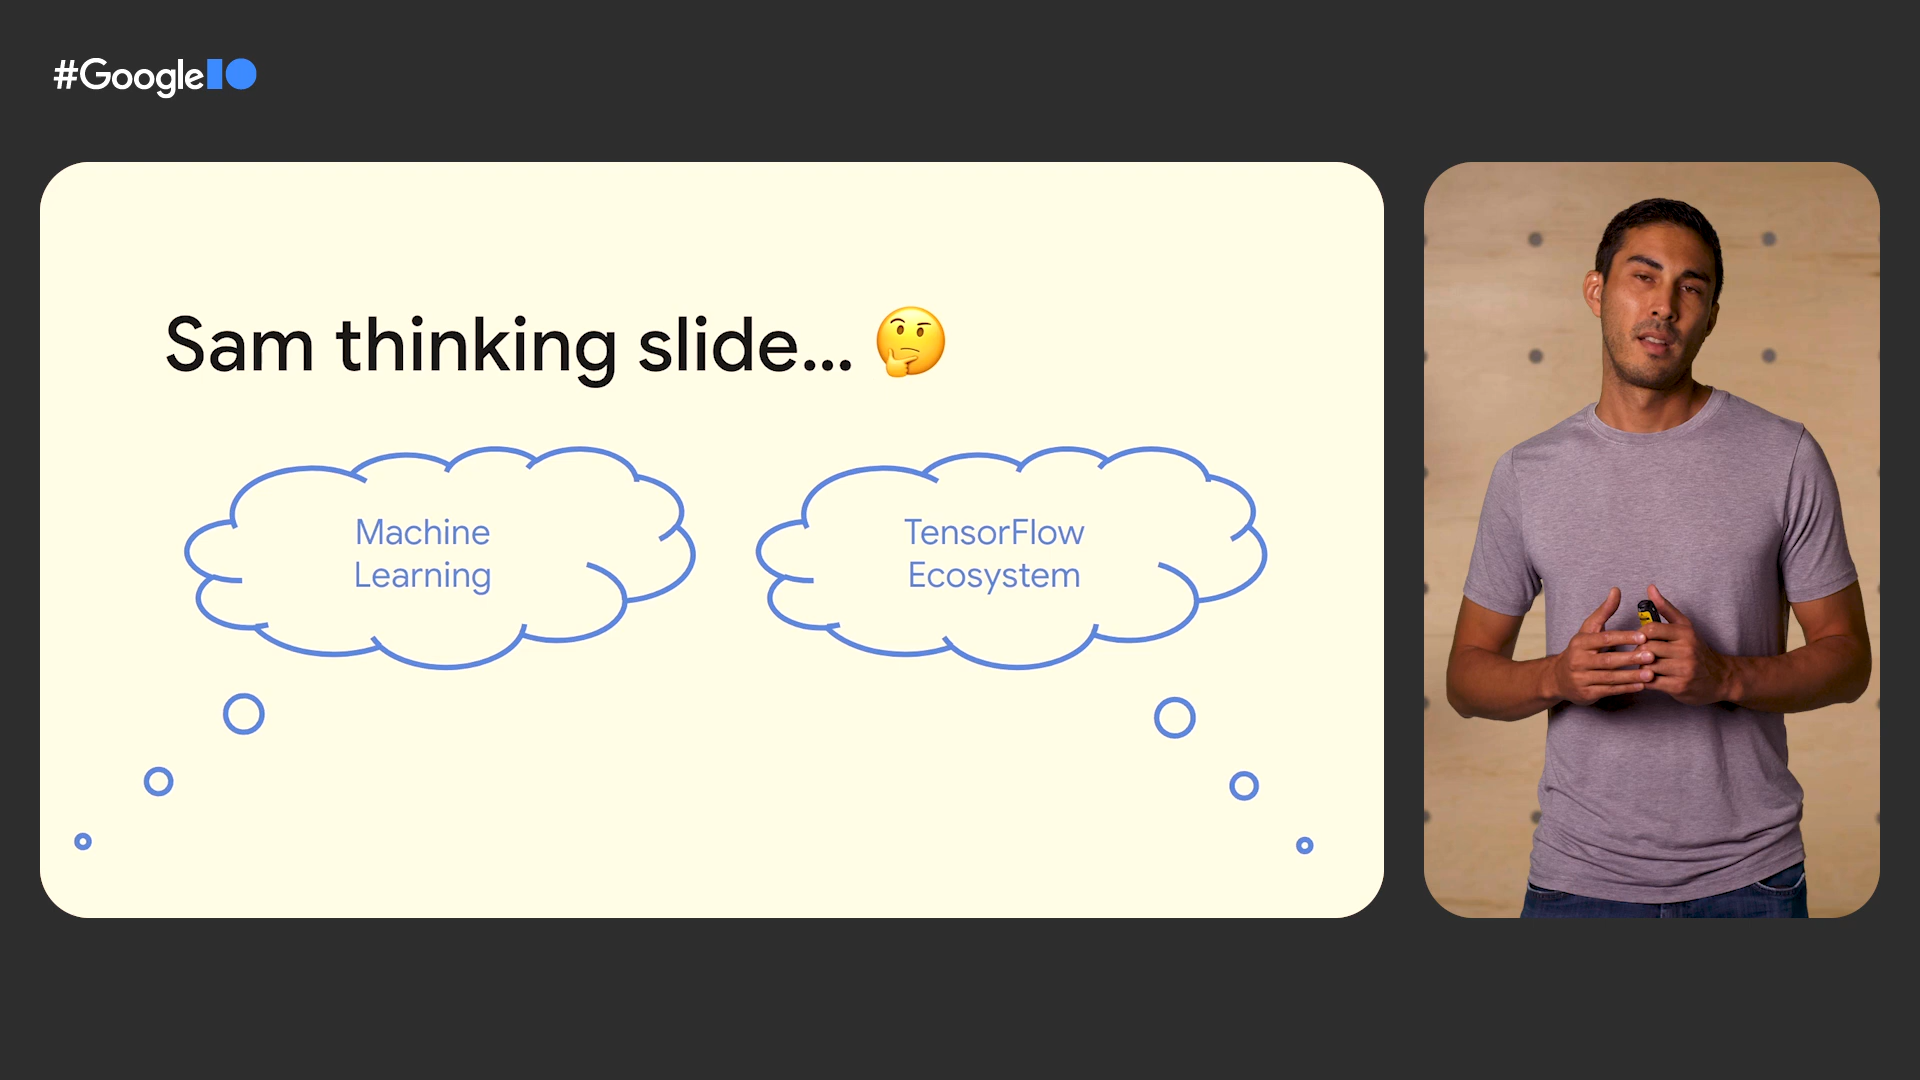 #GoogleIO
Sam thinking slide... 🤔
Machine
Learning
TensorFlow
Ecosystem